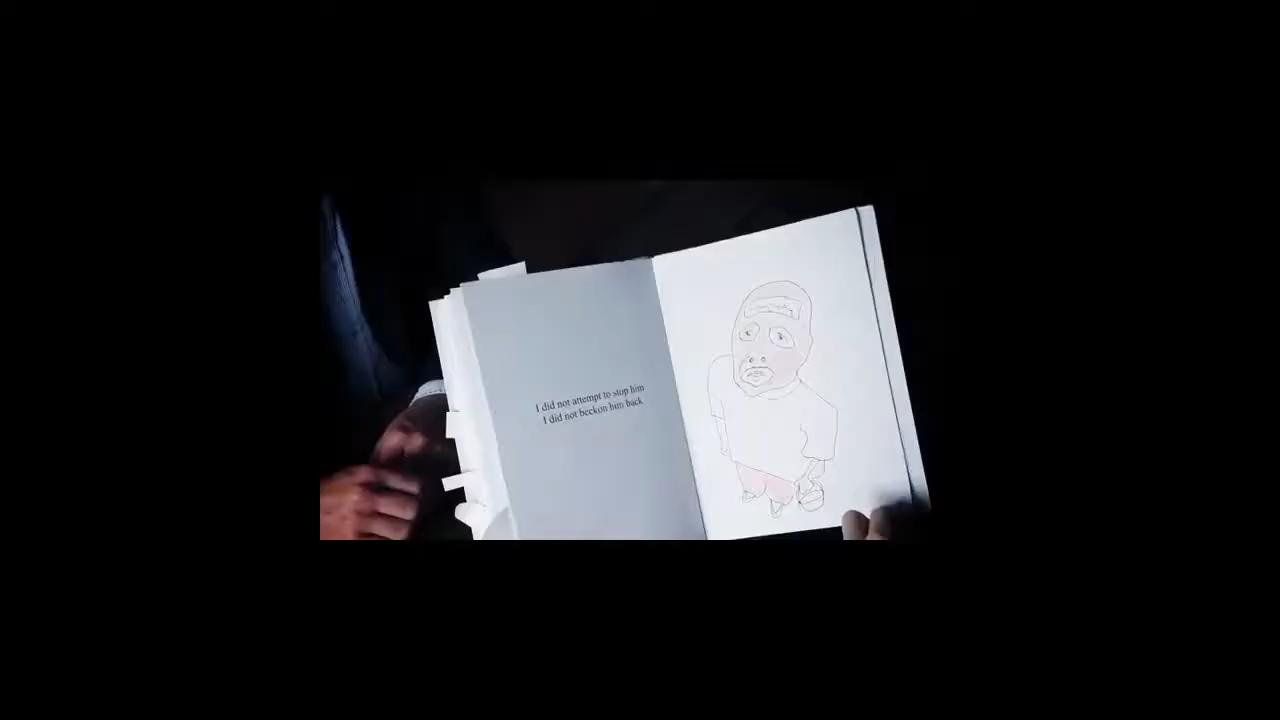 I did not attempt to stop him
I did not beckon him back